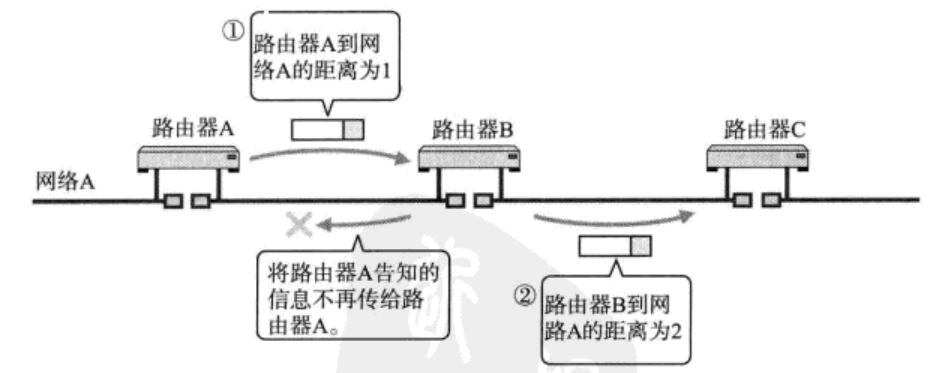 ①
路由器A到网
络A的距离为1
路由器A
路由器B
路由器C
网络A
将路由器A告知的
信息不再传给路
由器A。
②
路由器B到网
路A的距离为2